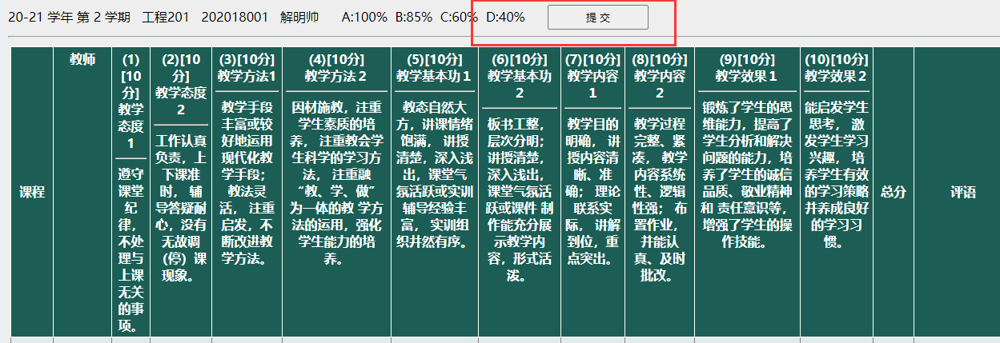 20-21 学年 第 2 学期 工程201 202018001 解明帅 A:100% B:85% C:60% D:40% 提 交
课程
教师
(1)
[10
分]
教学
态度
1
遵守
课堂
纪
律，
不处
理与
上课
无关
的事
项。
(2)[10
分]
教学态度
2
工作认真
负责，上
下课准
时， 辅
导答疑耐
心，没有
无故调
（停）课
现象。
(3)[10分]
教学方法1
教学手段
丰富或较
好地运用
现代化教
学手段；
教法灵
活， 注重
启发，不
断改进教
学方法。
(4)[10分]
教学方法２
因材施教，注重
学生素质的培
养， 注重教会学
生科学的学习方
法， 注重融
“教、学、做”
为一体的教 学方
法的运用，强化
学生能力的培
养。
(5)[10分]
教学基本功１
教态自然大
方，讲课情绪
饱满， 讲授
清楚，深入浅
出，课堂气
氛活跃或实训
辅导经验丰
富， 实训组
织井然有序。
(6)[10分]
教学基本功
2
板书工整，
层次分明；
讲授清楚，
深入浅出，
课堂气氛活
跃或课件 制
作能充分展
示教学内
容，形式活
泼。
(7)[10分]
教学内容
1
教学目的
明确， 讲
授内容清
晰、准
确； 理论
联系实
际， 讲解
到位，重
点突出。
(8)[10分]
教学内容
2
教学过程
完整、紧
凑， 教学
内容系统
性、逻辑
性强； 布
置作业，
并能认
真、及时
批改。
(9)[10分]
教学效果１
锻炼了学生的思
维能力，提高了
学生分析和解决
问题的能力，培
养了学生的诚信
品质、敬业精神
和 责任意识等，
增强了学生的操
作技能。
(10)[10分]
教学效果２
能启发学生
思考， 激
发学生学习
兴趣， 培
养学生有效
的学习策略
并养成良好
的学习习
惯。
总分
评语